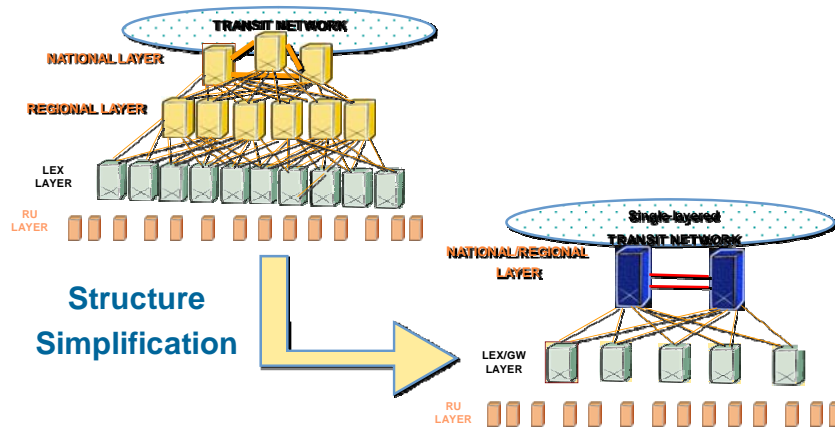 TRANSIT NETWORK
NATIONAL LAYER
REGIONAL LAYER
LEX
LAYER
RU
LAYER
Structure
Simplification
Single-layered
TRANSIT NETWORK
NATIONAL/REGIONAL
LAYER
LEX/GW
LAYER
RU
LAYER